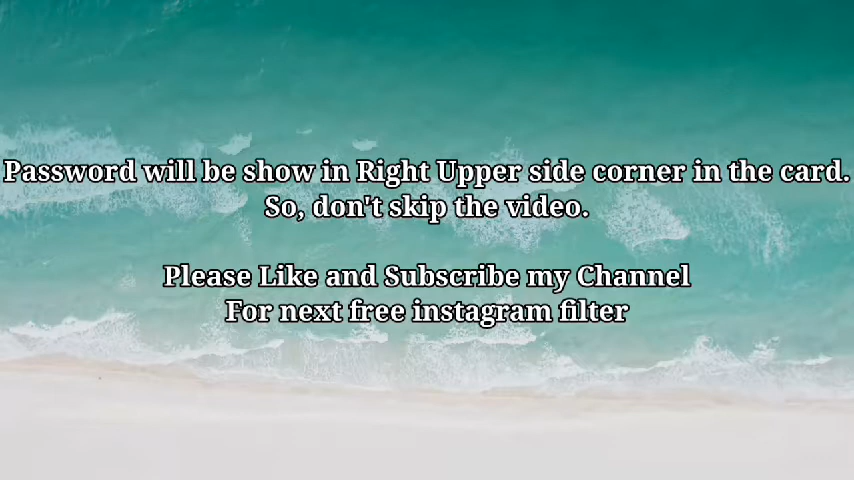 Password will be show in Right Upper side corner in the card.
So, don't skip the video.
Please Like and Subscribe my Channel
For next free instagram filter